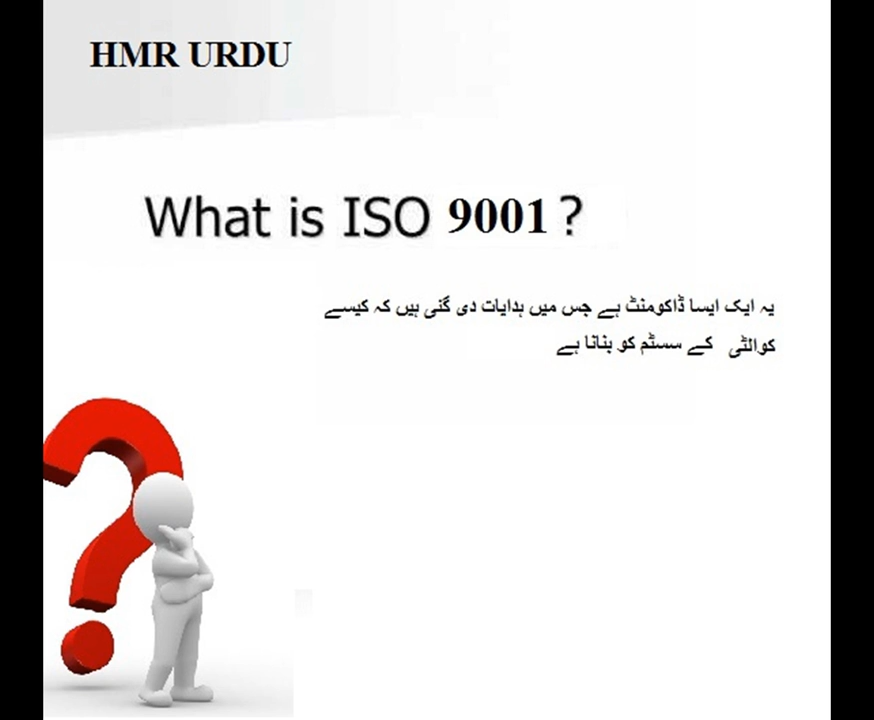 HMR URDU
What is ISO 9001 ?
یہ ایک ایسا ڈاکومنٹ ہے جس میں ہدایات دی گئی ہیں کہ کیسے
کوالٹی کے سسٹم کو بنانا ہے